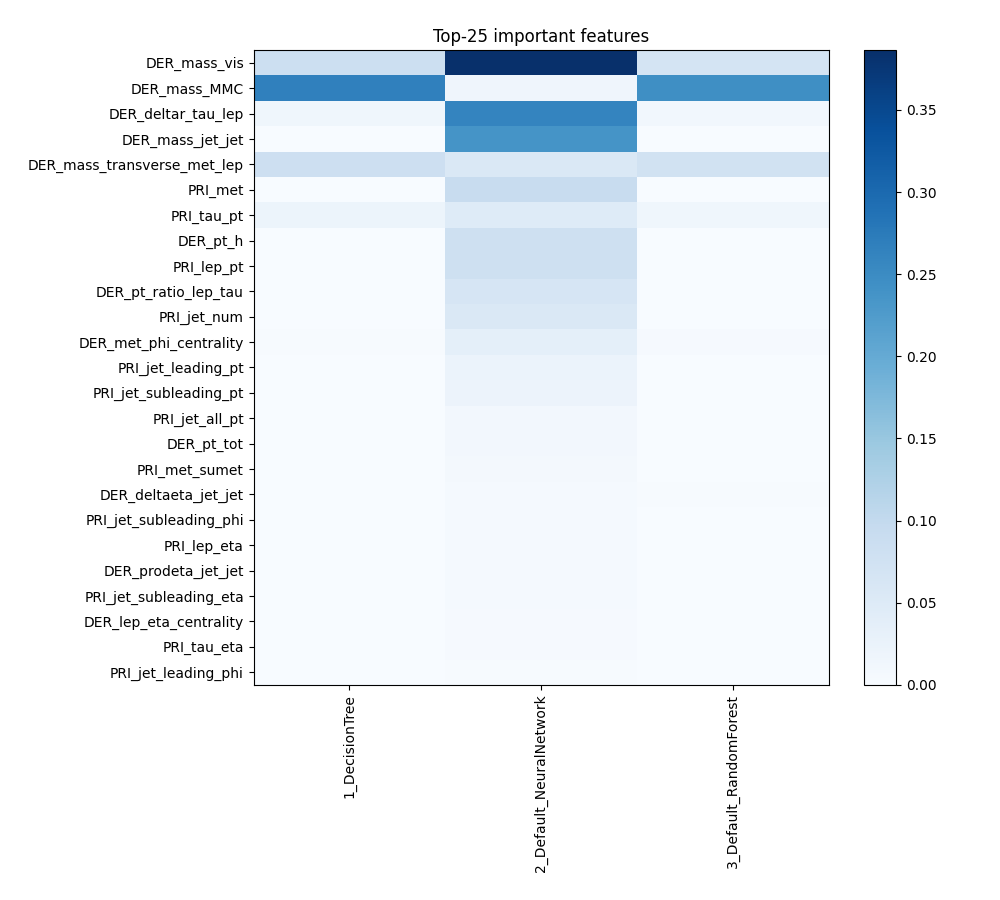 Top-25 important features
DER_mass_vis
DER_mass_MMC
DER_deltar_tau_lep
DER_mass_jet_jet
DER_mass_transverse_met_lep
PRI_met
PRI_tau_pt
DER_pt_h
PRI_lep_pt
DER_pt_ratio_lep_tau
PRI_jet_num
DER_met_phi_centrality
PRI_jet_leading_pt
PRI_jet_subleading_pt
PRI_jet_all_pt
DER_pt_tot
PRI_met_sumet
DER_deltaeta_jet_jet
PRI_jet_subleading_phi
PRI_lep_eta
DER_prodeta_jet_jet
PRI_jet_subleading_eta
DER_lep_eta_centrality
PRI_tau_eta
PRI_jet_leading_phi
1_DecisionTree
2_Default_NeuralNetwork
3_Default_RandomForest
0.35
0.30
0.25
0.20
0.15
0.10
0.05
0.00